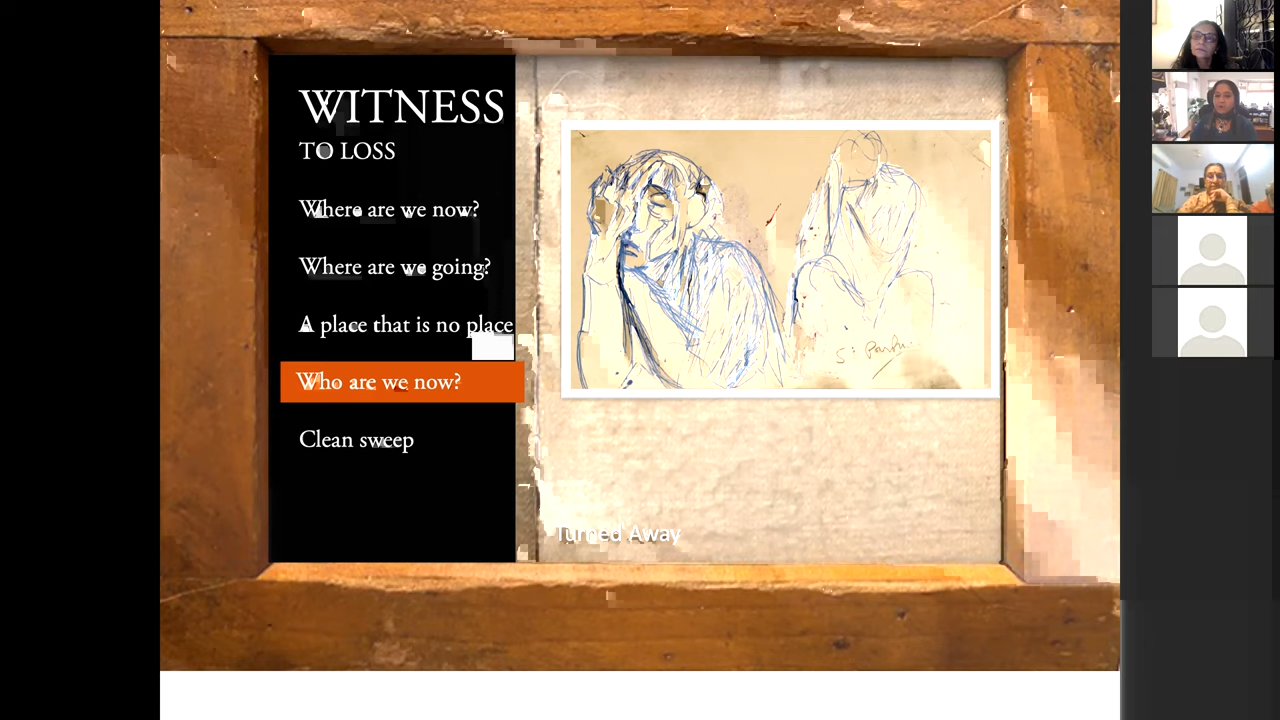 WITNESS
TO LOSS
Where are we now?
Where are we going?
A place that is no place
Who are we now?
Clean sweep
Turned Away